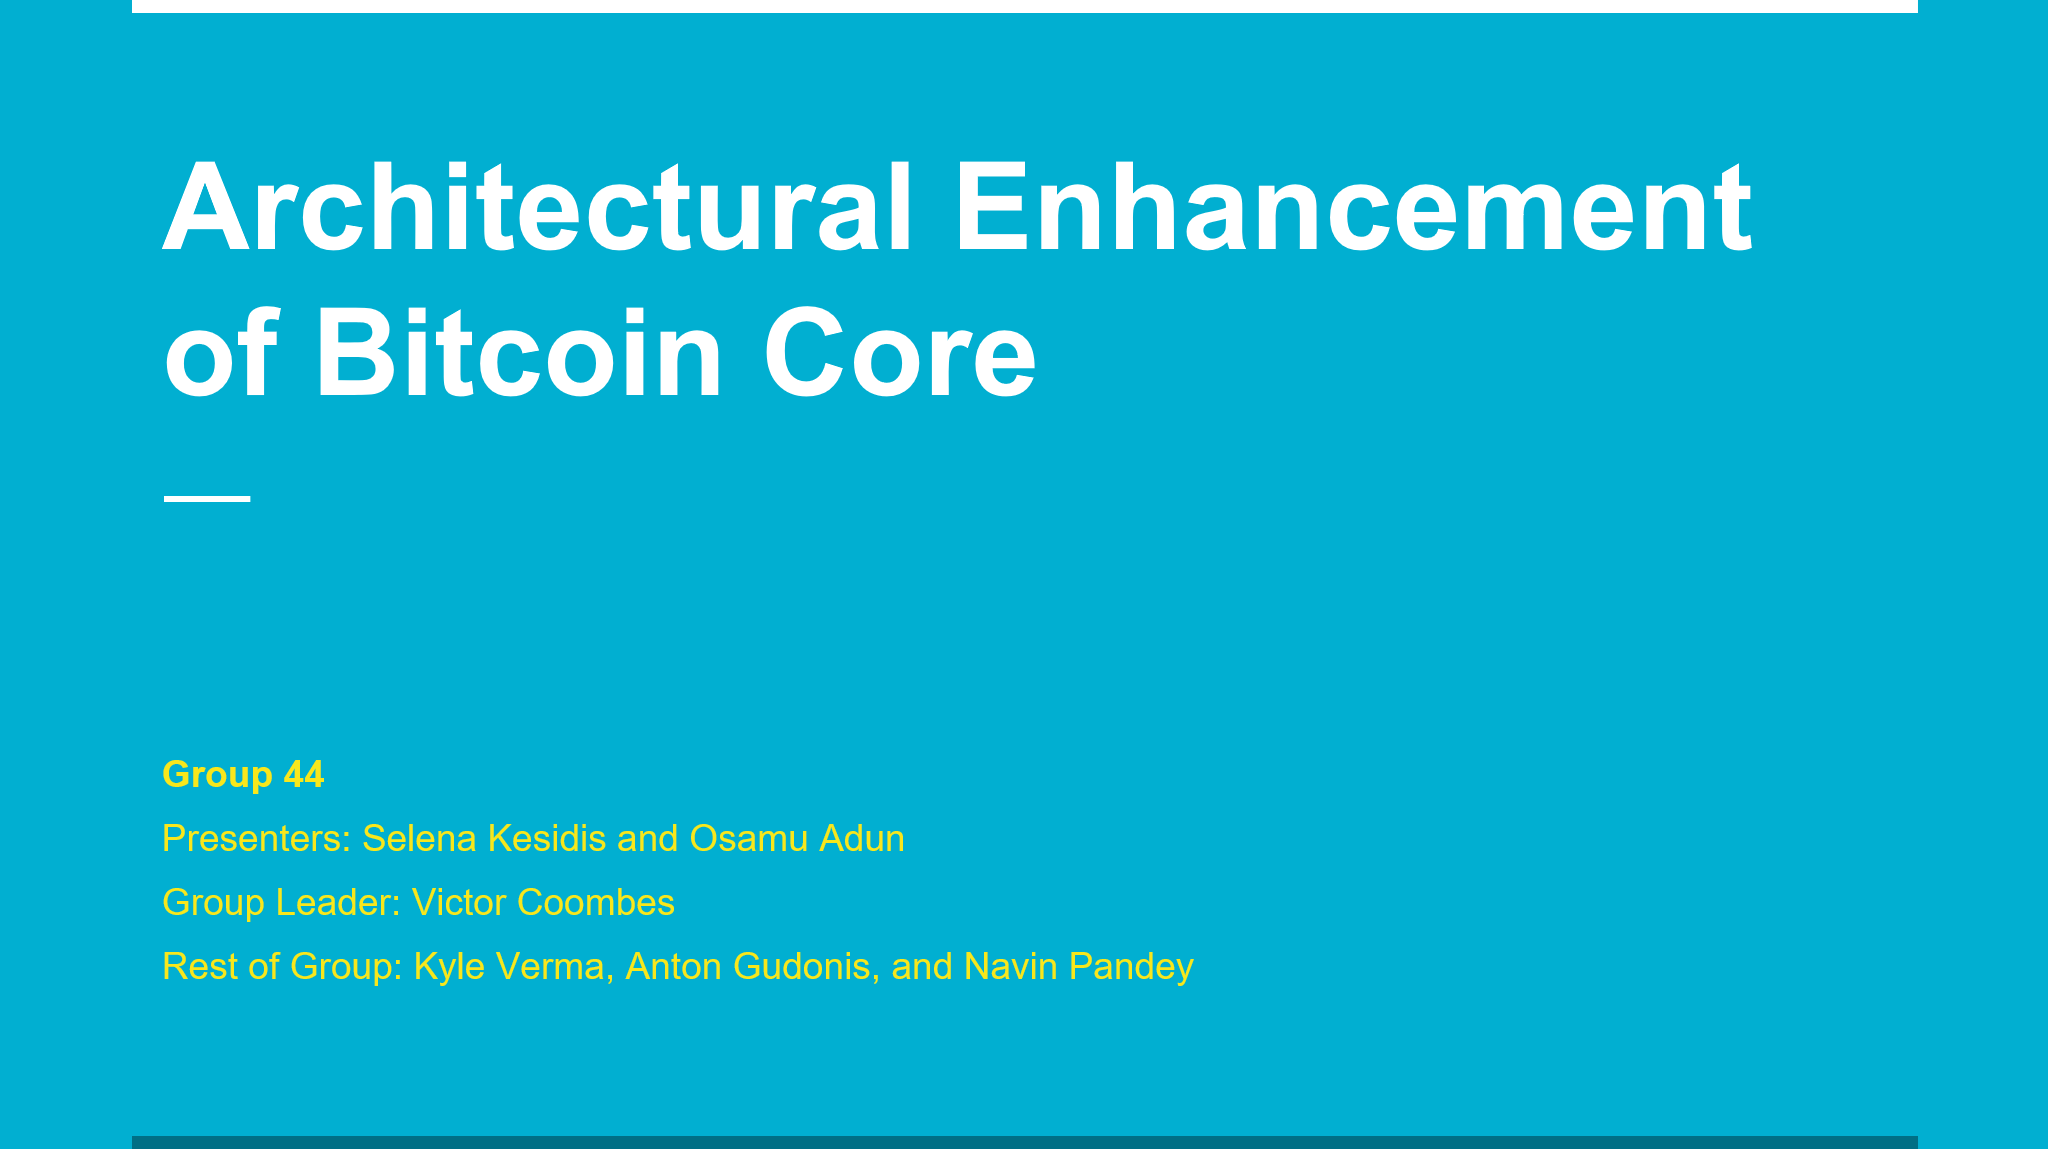 Architectural Enhancement
of Bitcoin Core
Group 44
Presenters: Selena Kesidis and Osamu Adun
Group Leader: Victor Coombes
Rest of Group: Kyle Verma, Anton Gudonis, and Navin Pandey